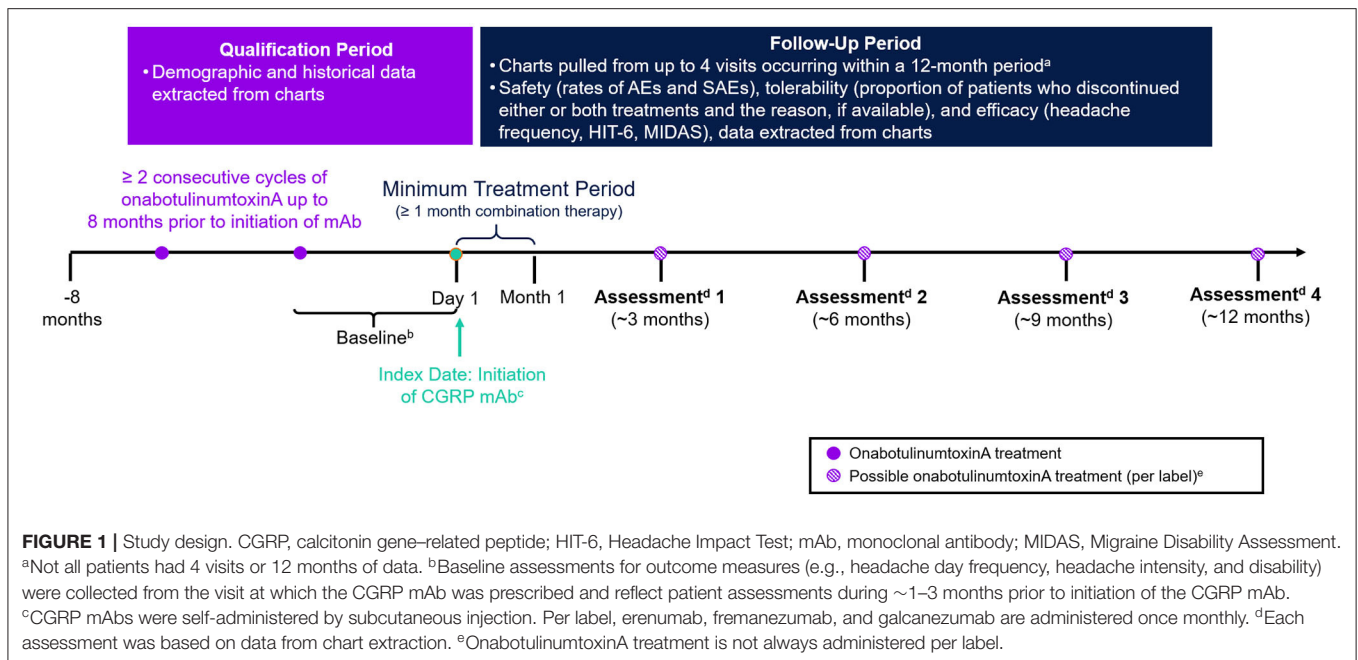 Qualification Period
• Demographic and historical data
extracted from charts
Follow-Up Period
• Charts pulled from up to 4 visits occurring within a 12-month periodᵃ
• Safety (rates of AEs and SAEs), tolerability (proportion of patients who discontinued
either or both treatments and the reason, if available), and efficacy (headache
frequency, HIT-6, MIDAS), data extracted from charts
≥ 2 consecutive cycles of
onabotulinumtoxinA up to
8 months prior to initiation of mAb
Minimum Treatment Period
(≥ 1 month combination therapy)
-8
months
Day 1
Month 1
Assessmentᵈ 1
(~3 months)
Assessmentᵈ 2
(~6 months)
Assessmentᵈ 3
(~9 months)
Assessmentᵈ 4
(~12 months)
Baselineᵇ
Index Date: Initiation
of CGRP mAbᶜ
OnabotulinumtoxinA treatment
Possible onabotulinumtoxinA treatment (per label)ᵉ
FIGURE 1 | Study design. CGRP, calcitonin gene–related peptide; HIT-6, Headache Impact Test; mAb, monoclonal antibody; MIDAS, Migraine Disability Assessment.
ᵃNot all patients had 4 visits or 12 months of data. ᵇBaseline assessments for outcome measures (e.g., headache day frequency, headache intensity, and disability)
were collected from the visit at which the CGRP mAb was prescribed and reflect patient assessments during ∼1–3 months prior to initiation of the CGRP mAb.
ᶜCGRP mAbs were self-administered by subcutaneous injection. Per label, erenumab, fremanezumab, and galcanezumab are administered once monthly. ᵈEach
assessment was based on data from chart extraction. ᵉOnabotulinumtoxinA treatment is not always administered per label.